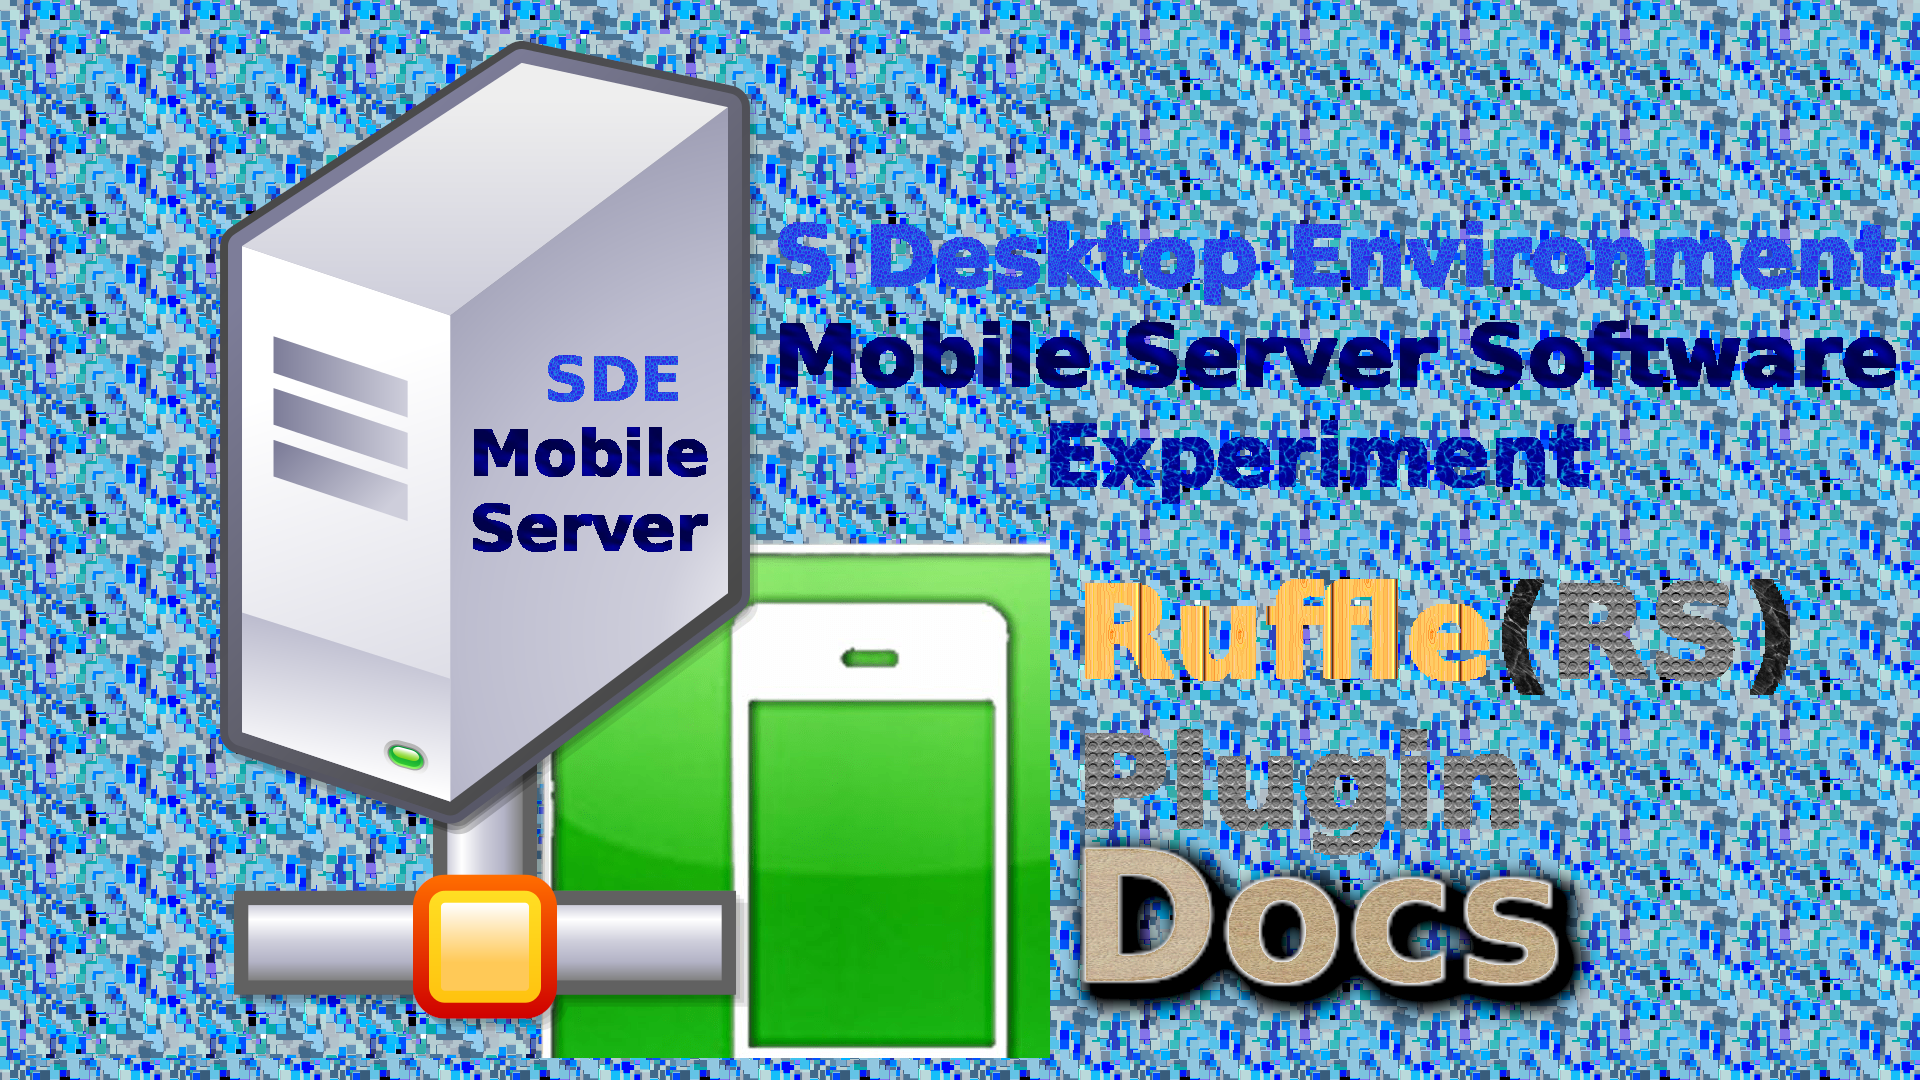 SDE
Mobile
Server
S Desktop Environment
Mobile Server Software
Experiment
Ruffle(RS)
Plugin
Docs